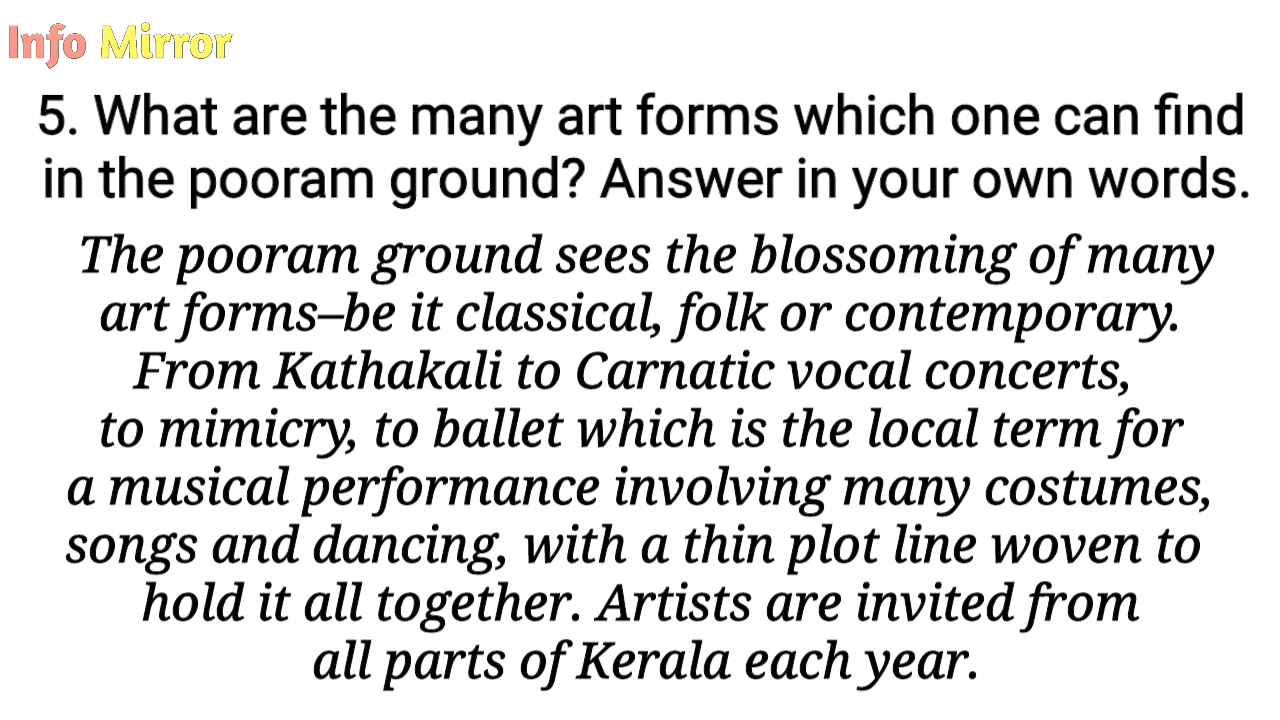 Info Mirror
5. What are the many art forms which one can find
in the pooram ground? Answer in your own words.
The pooram ground sees the blossoming of many
art forms–be it classical, folk or contemporary.
From Kathakali to Carnatic vocal concerts,
to mimicry, to ballet which is the local term for
a musical performance involving many costumes,
songs and dancing, with a thin plot line woven to
hold it all together. Artists are invited from
all parts of Kerala each year.